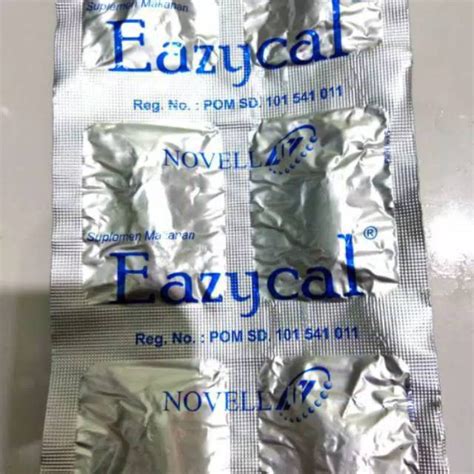 Suplemen Makanan
Eazycal
Reg. No. : POM SD. 101 541 011
NOVELL
Suplemen Makanan
Eazycal®
Reg. No. : POM SD. 101 541 011
NOVELL